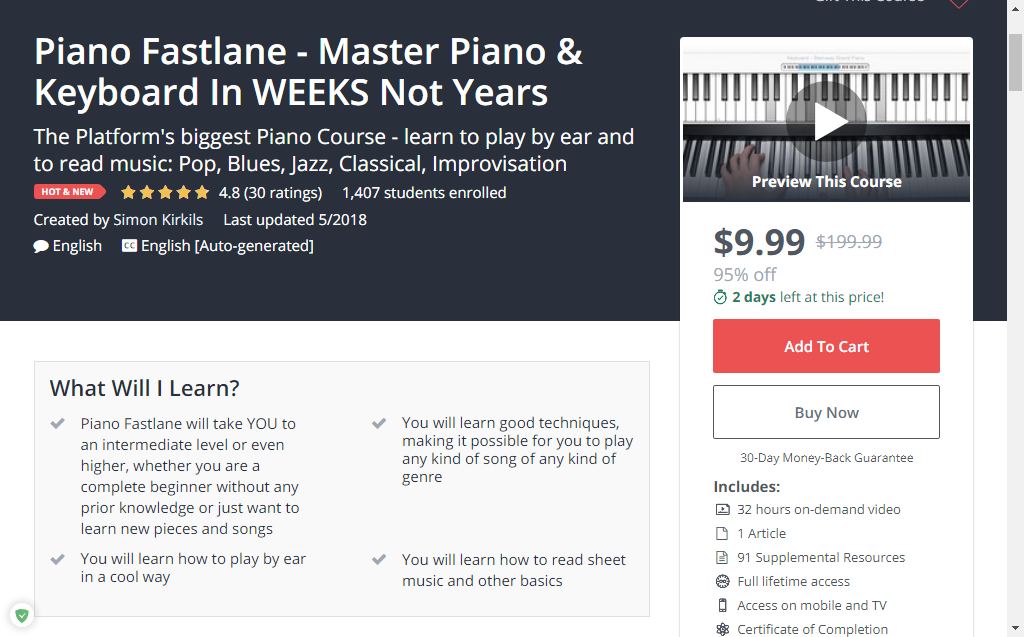 Piano Fastlane - Master Piano &
Keyboard In WEEKS Not Years
The Platform's biggest Piano Course - learn to play by ear and
to read music: Pop, Blues, Jazz, Classical, Improvisation
HOT & NEW 4.8 (30 ratings) 1,407 students enrolled
Created by Simon Kirkils Last updated 5/2018
English CC English [Auto-generated]
Preview This Course
$9.99 $199.99
95% off
2 days left at this price!
Add To Cart
Buy Now
30-Day Money-Back Guarantee
Includes:
32 hours on-demand video
1 Article
91 Supplemental Resources
Full lifetime access
Access on mobile and TV
Certificate of Completion
What Will I Learn?
Piano Fastlane will take YOU to
an intermediate level or even
higher, whether you are a
complete beginner without any
prior knowledge or just want to
learn new pieces and songs
You will learn good techniques,
making it possible for you to play
any kind of song of any kind of
genre
You will learn how to play by ear
in a cool way
You will learn how to read sheet
music and other basics